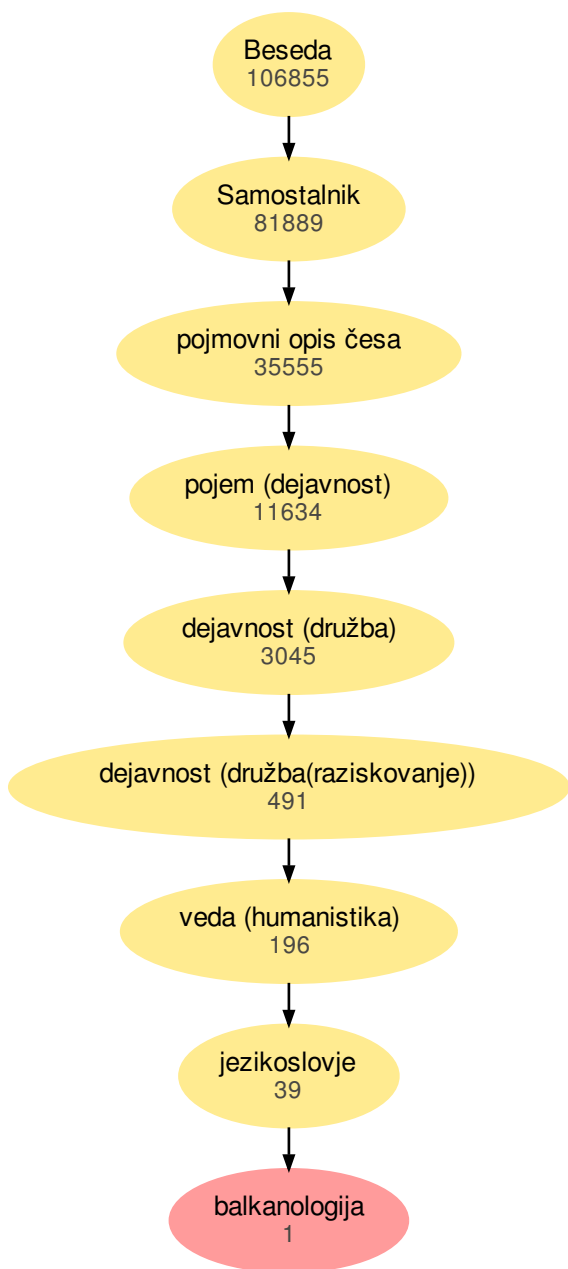 Beseda
106855
Samostalnik
81889
pojmovni opis česa
35555
pojem (dejavnost)
11634
dejavnost (družba)
3045
dejavnost (družba(raziskovanje))
491
veda (humanistika)
196
jezikoslovje
39
balkanologija
1